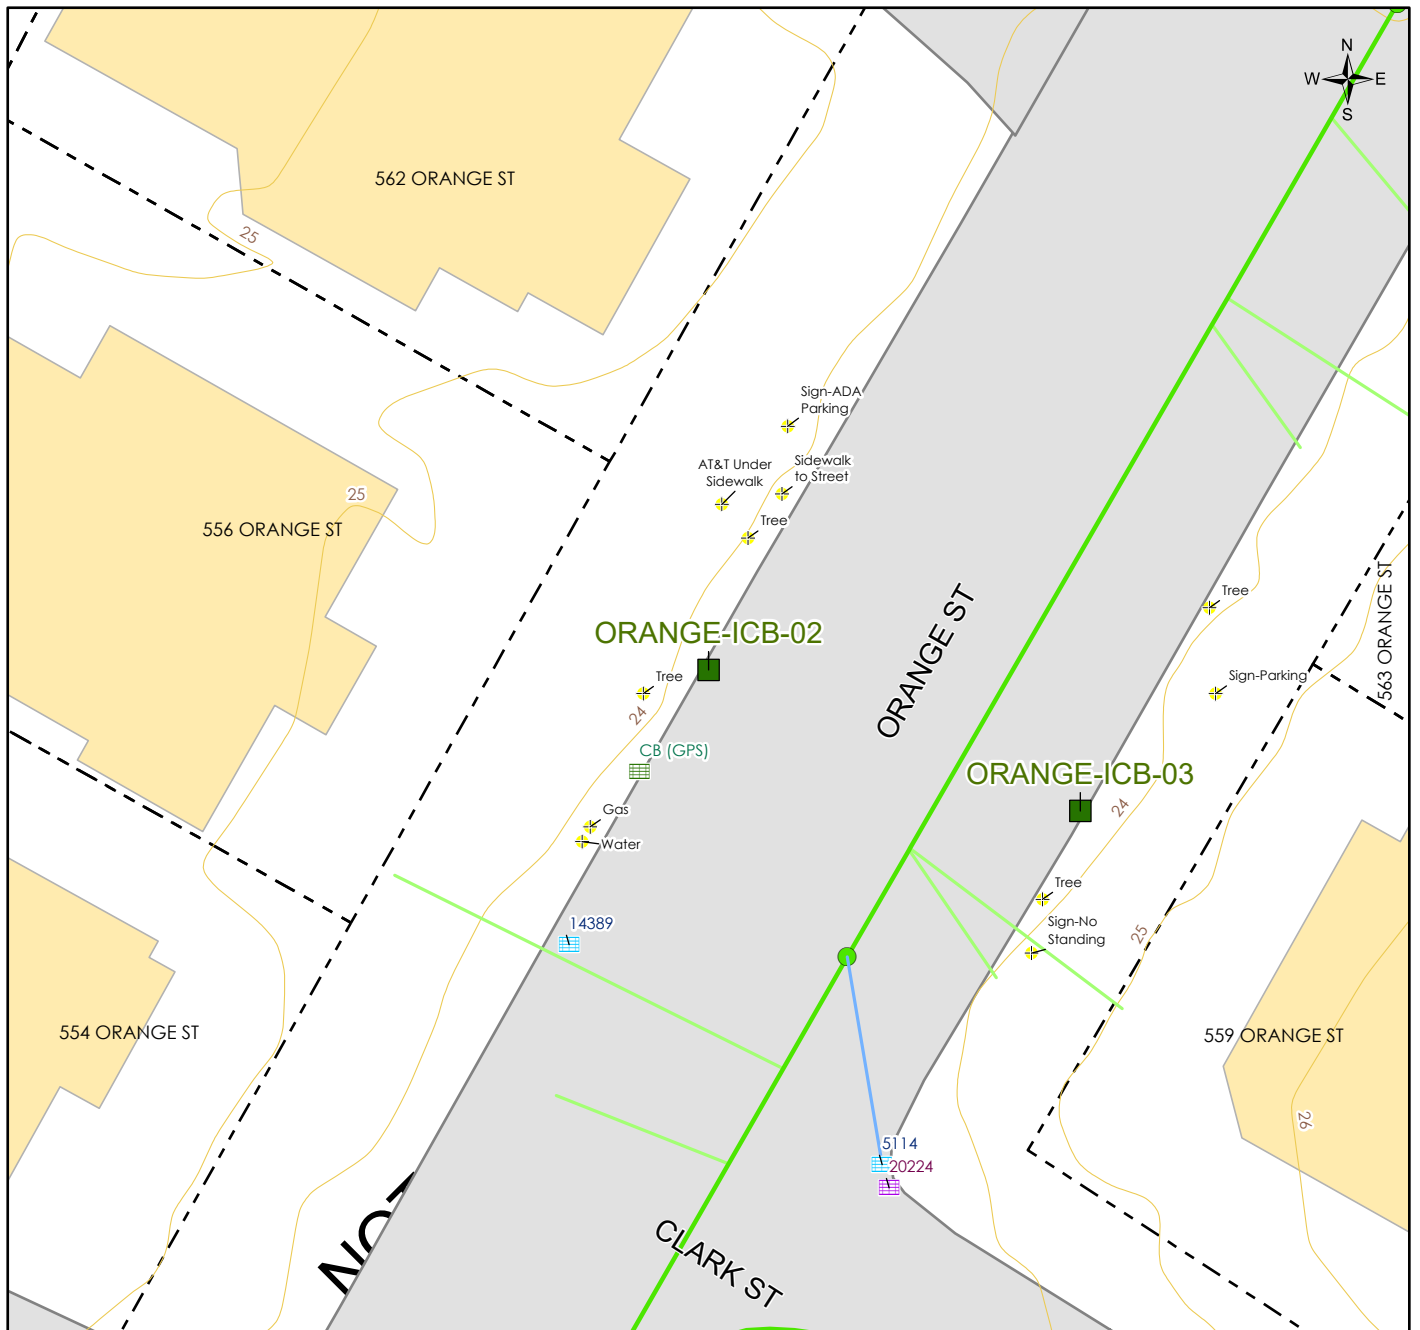 N
W E
S
562 ORANGE ST
25
Sign-ADA
Parking
AT&T Under
Sidewalk
Sidewalk
to Street
25
556 ORANGE ST
Tree
ORANGE ST
563 ORANGE ST
Tree
ORANGE-ICB-02
Tree
Sign-Parking
24
CB (GPS)
ORANGE-ICB-03
24
Gas
Water
Tree
14389
Sign-No
Standing
25
554 ORANGE ST
559 ORANGE ST
26
5114
20224
CLARK ST